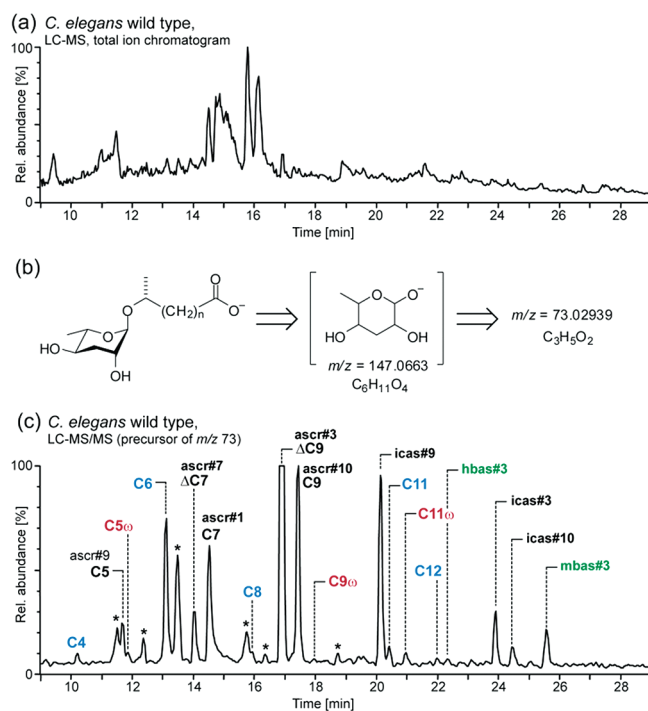 (a) C. elegans wild type,
LC-MS, total ion chromatogram
Rel. abundance [%]
100
0
10 12 14 16 18 20 22 24 26 28
Time [min]
(b)
O
O
O⁻
(CH₂)n
O
HO
OH
O
O⁻
HO
OH
m/z = 147.0663
C₆H₁₁O₄
m/z = 73.02939
C₃H₅O₂
(c) C. elegans wild type,
LC-MS/MS (precursor of m/z 73)
Rel. abundance [%]
100
0
C4
*
ascr#9
C5
C5ω
*
C6
*
ascr#7
ΔC7
ascr#1
C7
*
C8
*
ascr#3
ΔC9
ascr#10
C9
C9ω
*
icas#9
C11
C11ω
C12
hbas#3
icas#3
icas#10
mbas#3
10 12 14 16 18 20 22 24 26 28
Time [min]